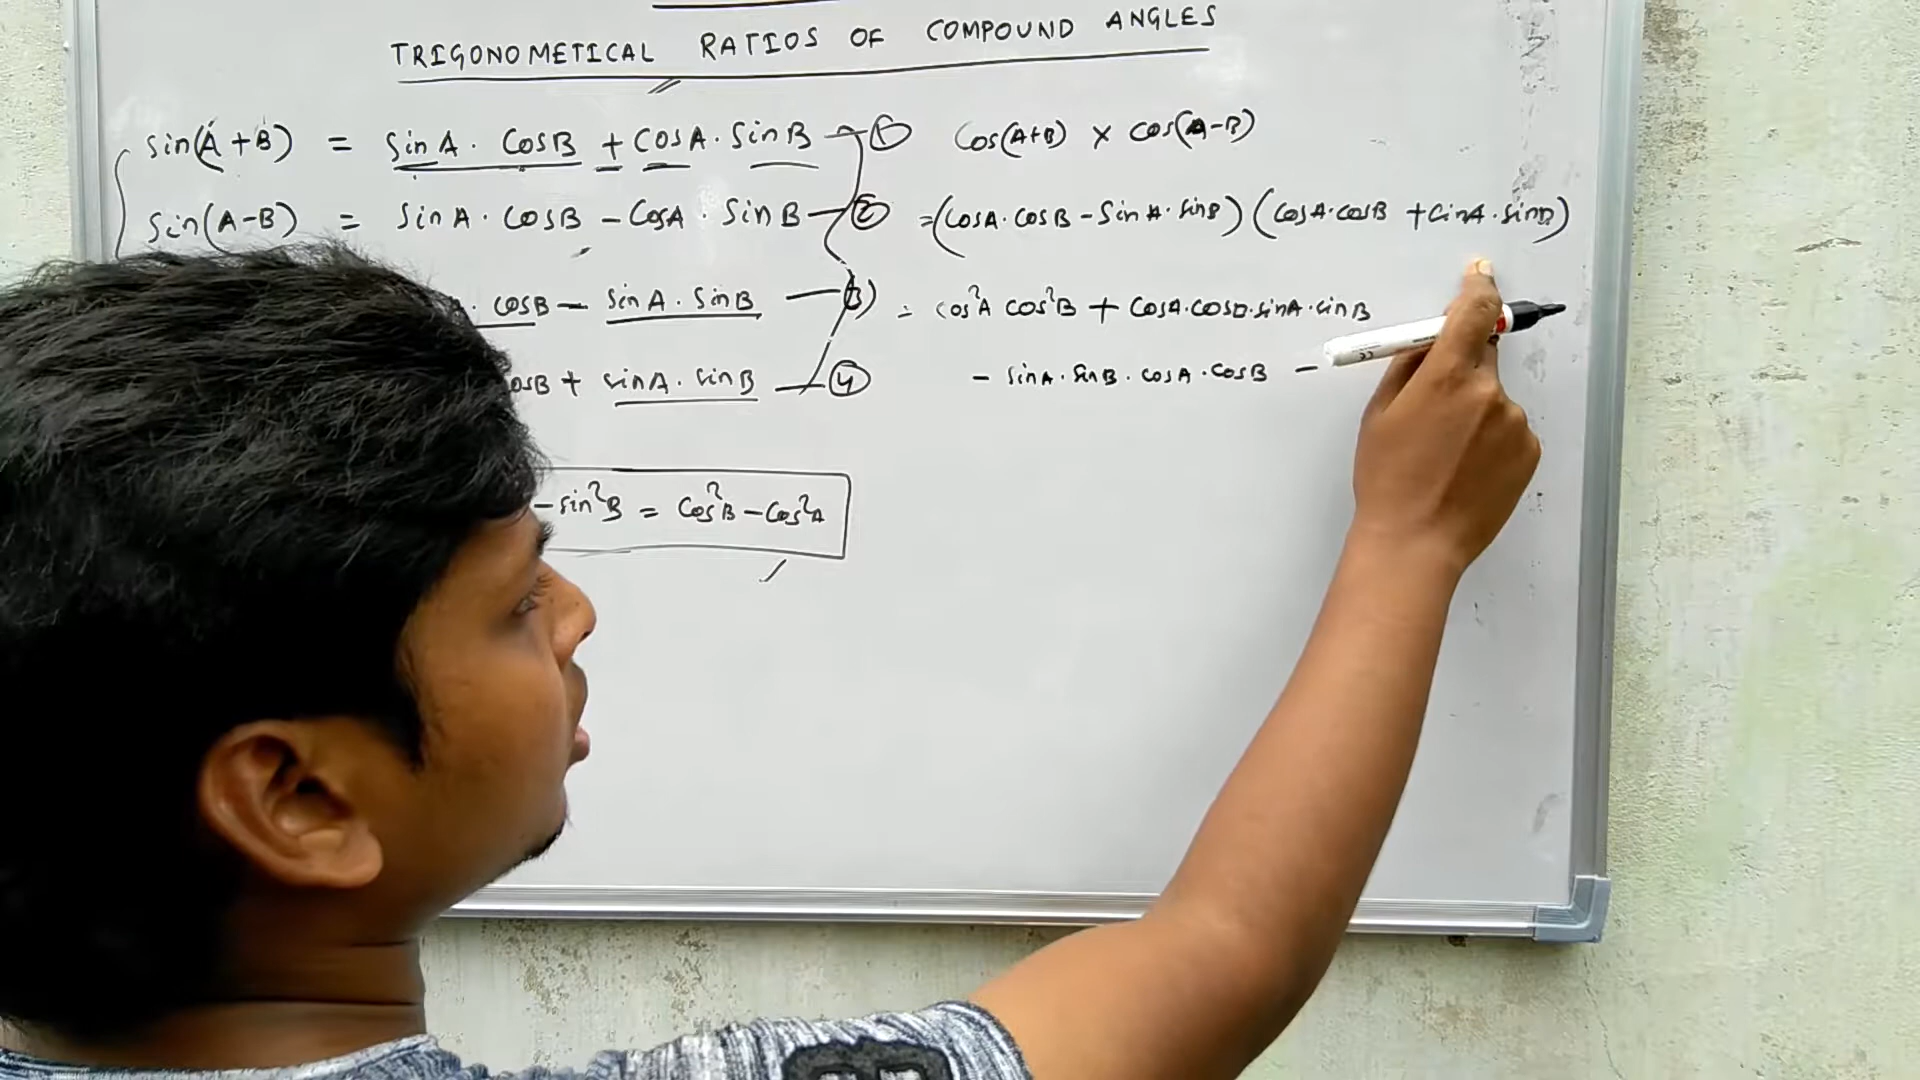 TRIGONOMETICAL RATIOS OF COMPOUND ANGLES
sin(A+B) = sinA · CosB + CosA · SinB — ①
sin(A-B) = sinA · CosB - CosA · SinB — ②
· cosB - sinA · sinB — ③
osB + sinA · sinB — ④
- sin²B = Cos²B - Cos²A
Cos(A+B) × cos(A-B)
= (cosA · cosB - SinA · sinB) (cosA · cosB + sinA · sinB)
= cos²A cos²B + cosA · cosB · sinA · sinB
- sinA · sinB · cosA · cosB -